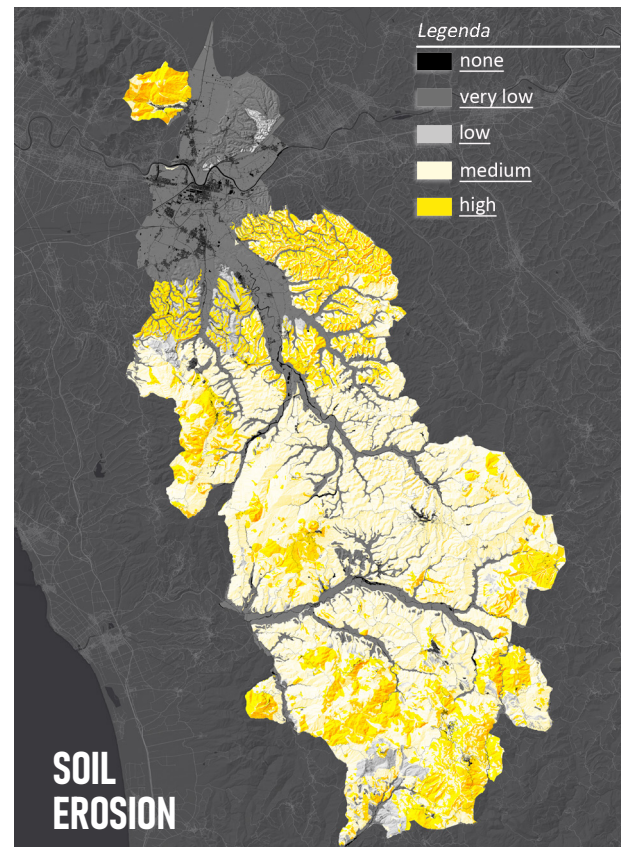 Legenda
none
very low
low
medium
high
SOIL
EROSION